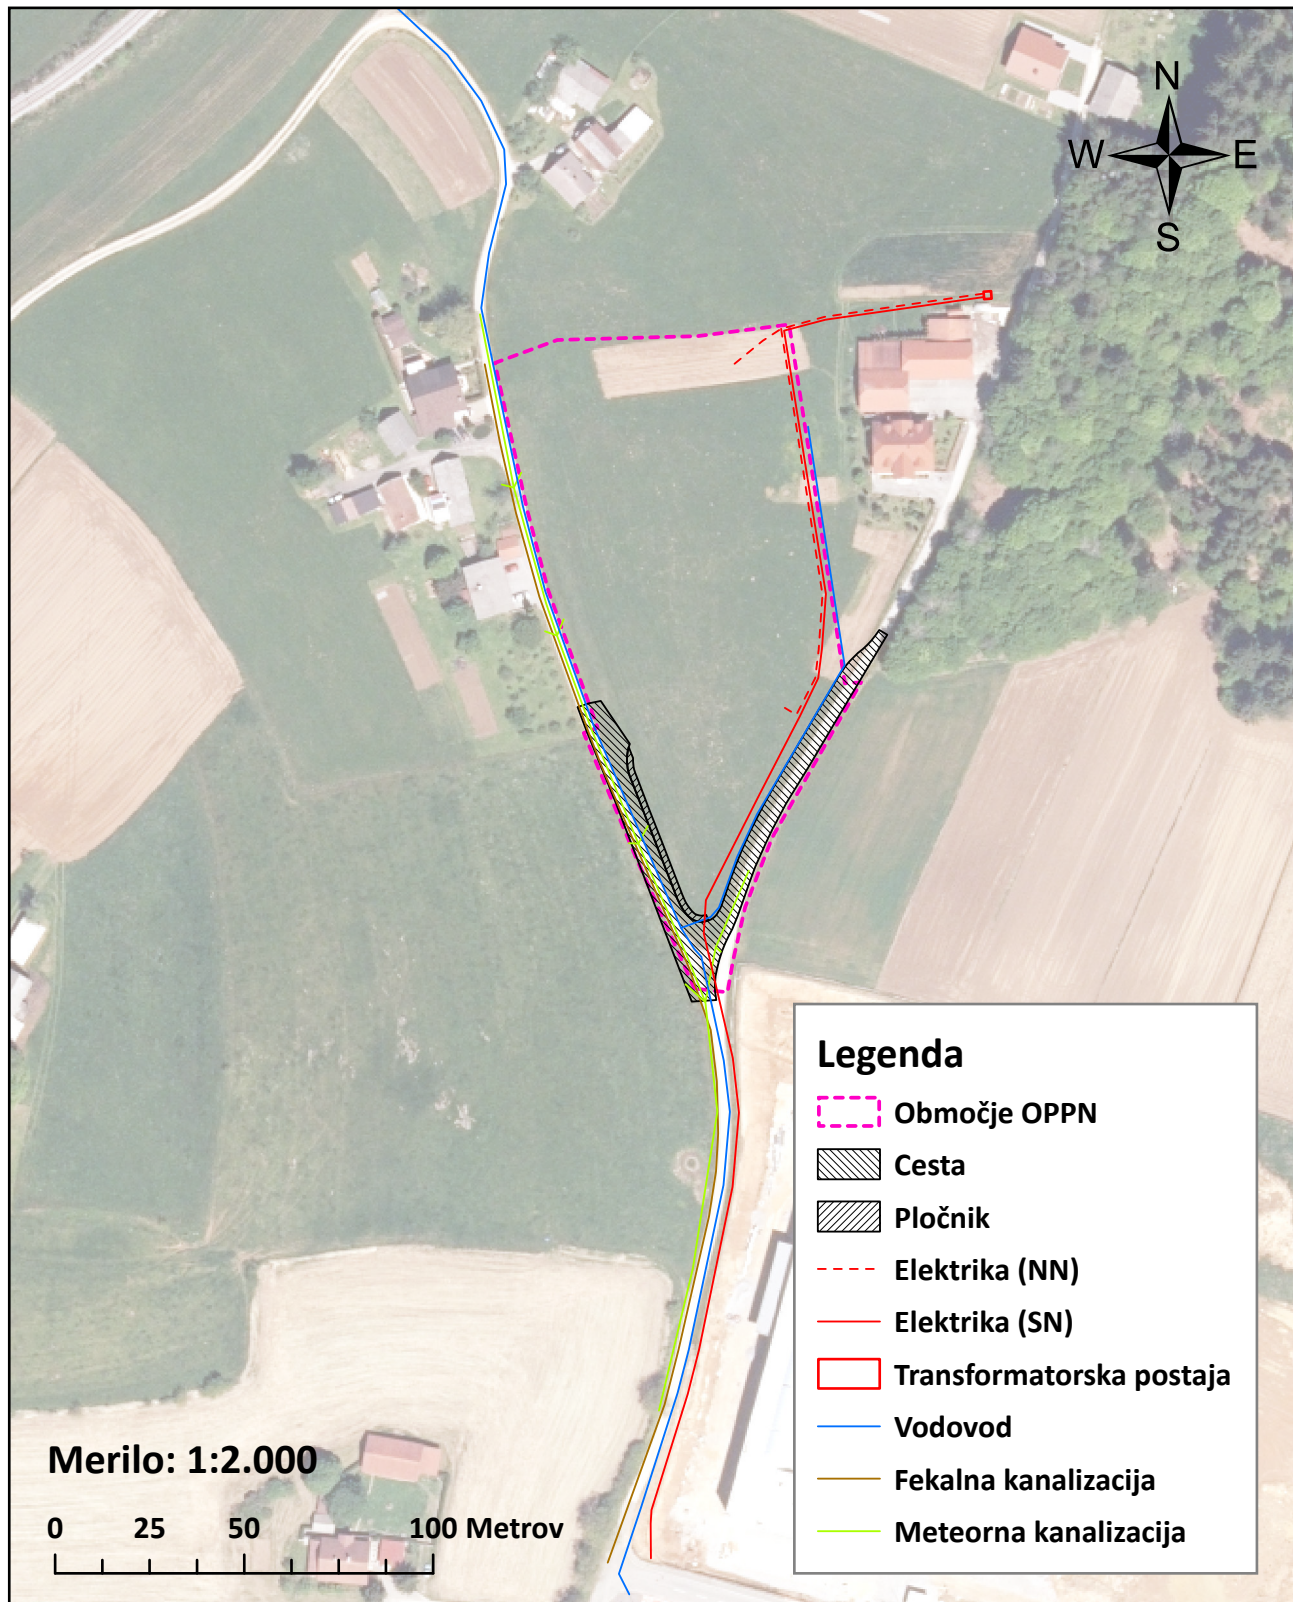 N
W E
S
Legenda
Območje OPPN
Cesta
Pločnik
Elektrika (NN)
Elektrika (SN)
Transformatorska postaja
Vodovod
Fekalna kanalizacija
Meteorna kanalizacija
Merilo: 1:2.000
0 25 50 100 Metrov